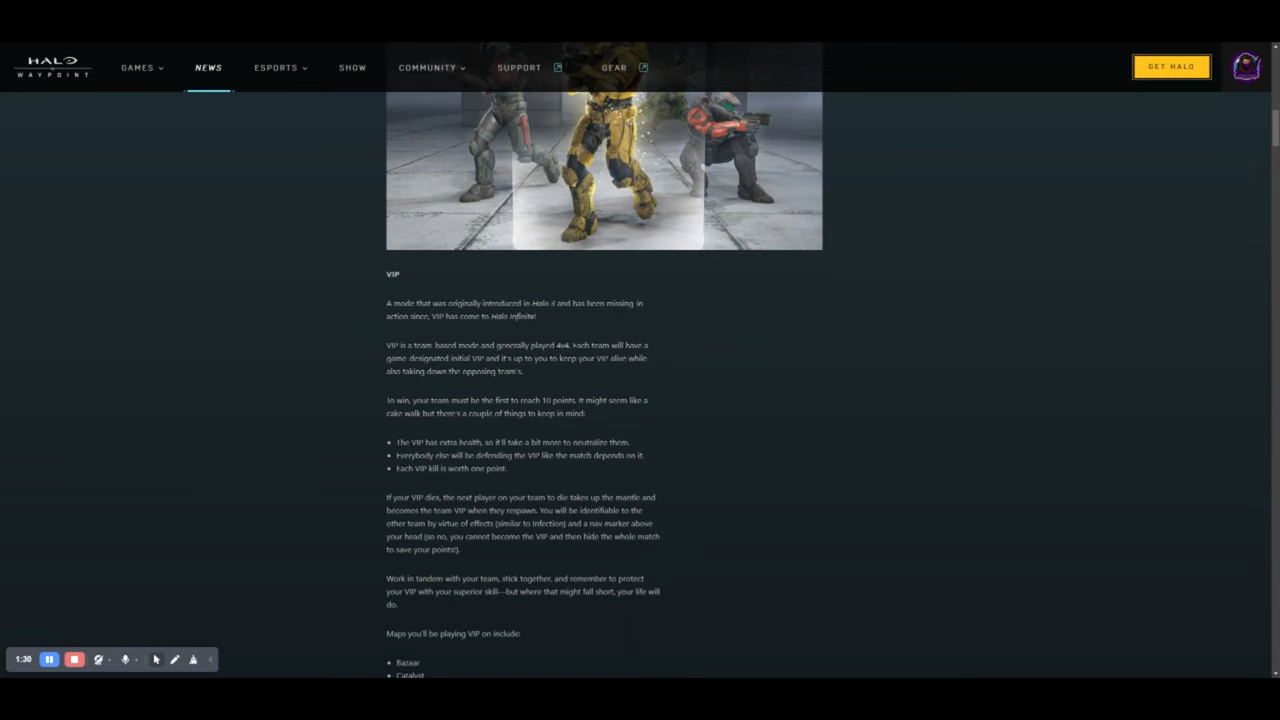 HALO
WAYPOINT
GAMES
NEWS
ESPORTS
SHOW
COMMUNITY
SUPPORT
GEAR
GET HALO
VIP
A mode that was originally introduced in Halo 3 and has been missing in
action since, VIP has come to Halo Infinite!
VIP is a team-based mode and generally played 4v4. Each team will have a
game-designated initial VIP and it's up to you to keep your VIP alive while
also taking down the opposing team's.
To win, your team must be the first to reach 10 points. It might seem like a
cake walk but there's a couple of things to keep in mind:
• The VIP has extra health, so it'll take a bit more to neutralize them.
• Everybody else will be defending the VIP like the match depends on it.
• Each VIP kill is worth one point.
If your VIP dies, the next player on your team to die takes up the mantle and
becomes the team VIP when they respawn. You will be identifiable to the
other team by virtue of effects (similar to Infection) and a nav marker above
your head (so no, you cannot become the VIP and then hide the whole match
to save your points!).
Work in tandem with your team, stick together, and remember to protect
your VIP with your superior skill—but where that might fall short, your life will
do.
Maps you'll be playing VIP on include:
• Bazaar
• Catalyst
1:30